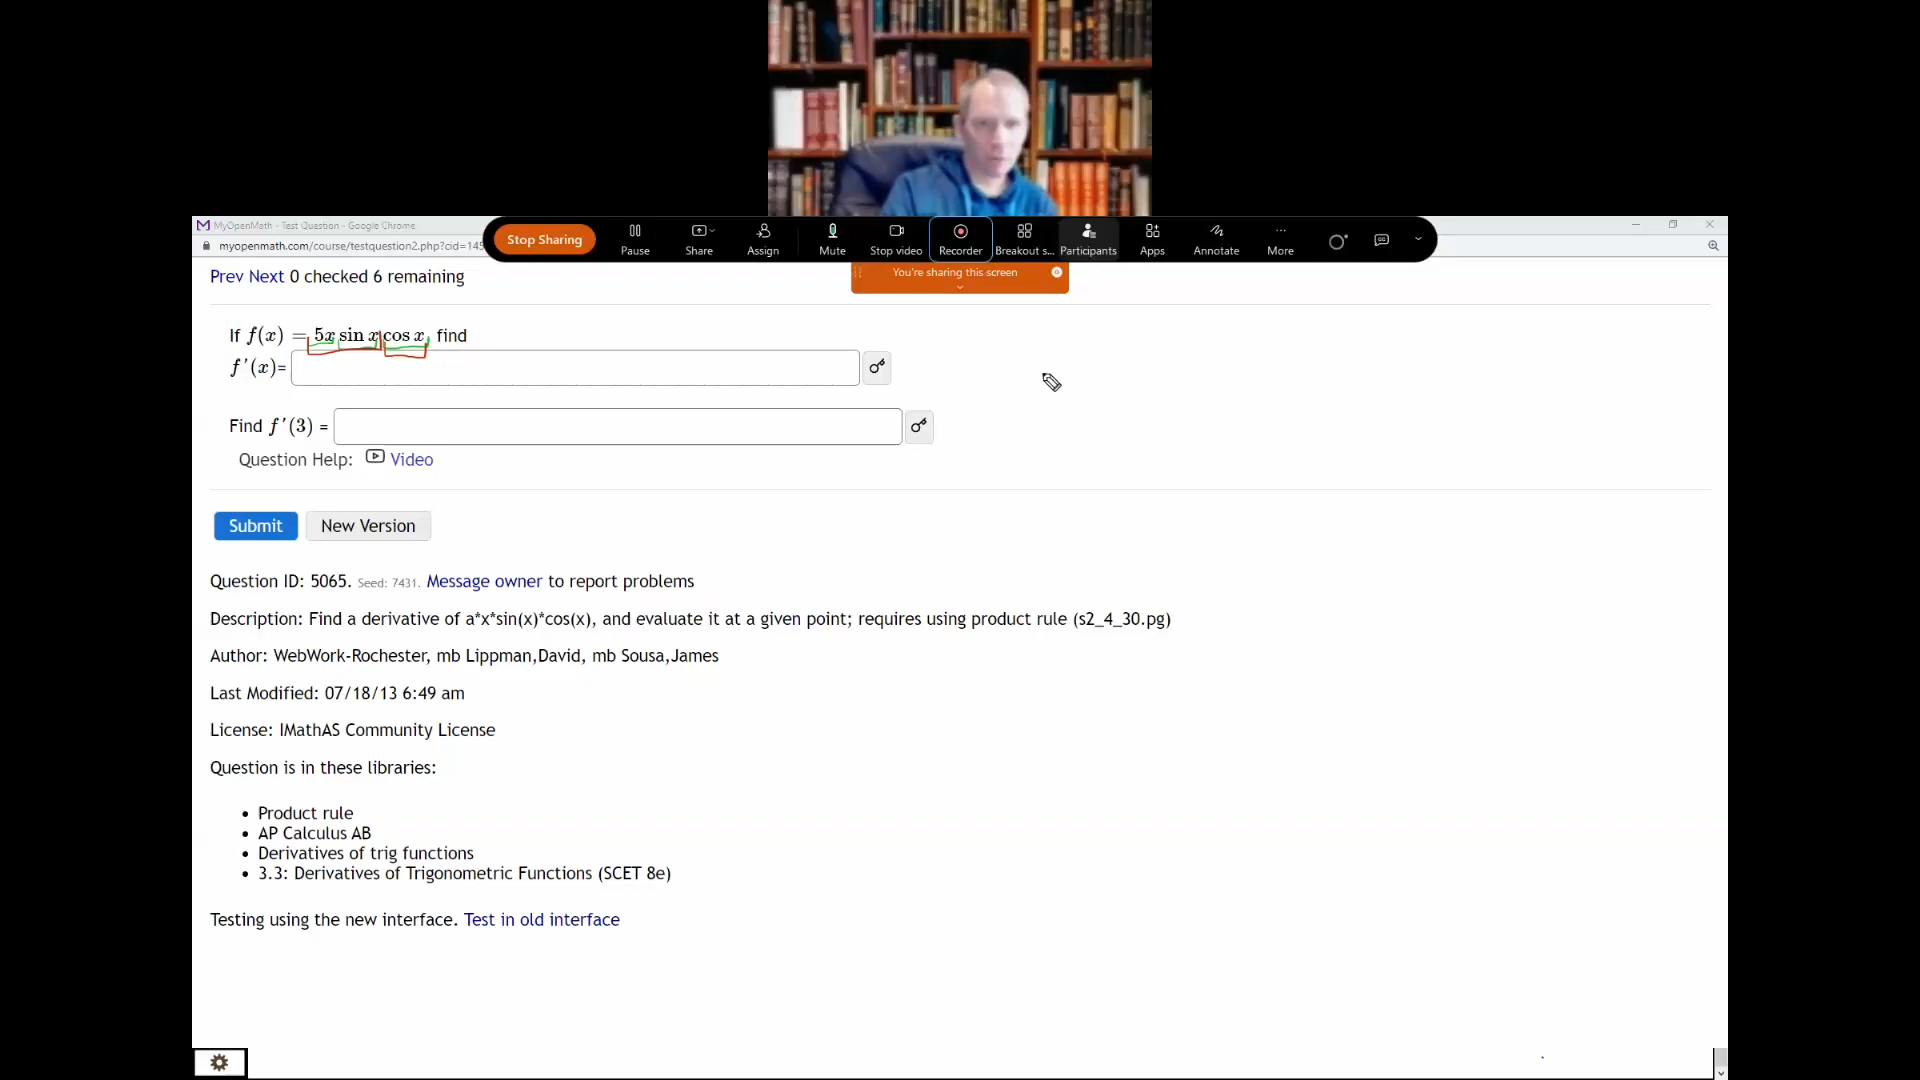 MyOpenMath - Test Question - Google Chrome
myopenmath.com/course/testquestion2.php?cid=145
Stop Sharing
Pause
Share
Assign
Mute
Stop video
Recorder
Breakout s...
Participants
Apps
Annotate
More
You're sharing this screen
Prev Next 0 checked 6 remaining
If f(x) = 5x sin x cos x, find
f'(x)=
Find f'(3) =
Question Help: Video
Submit
New Version
Question ID: 5065. Seed: 7431. Message owner to report problems
Description: Find a derivative of a*x*sin(x)*cos(x), and evaluate it at a given point; requires using product rule (s2_4_30.pg)
Author: WebWork-Rochester, mb Lippman,David, mb Sousa,James
Last Modified: 07/18/13 6:49 am
License: IMathAS Community License
Question is in these libraries:
• Product rule
• AP Calculus AB
• Derivatives of trig functions
• 3.3: Derivatives of Trigonometric Functions (SCET 8e)
Testing using the new interface. Test in old interface